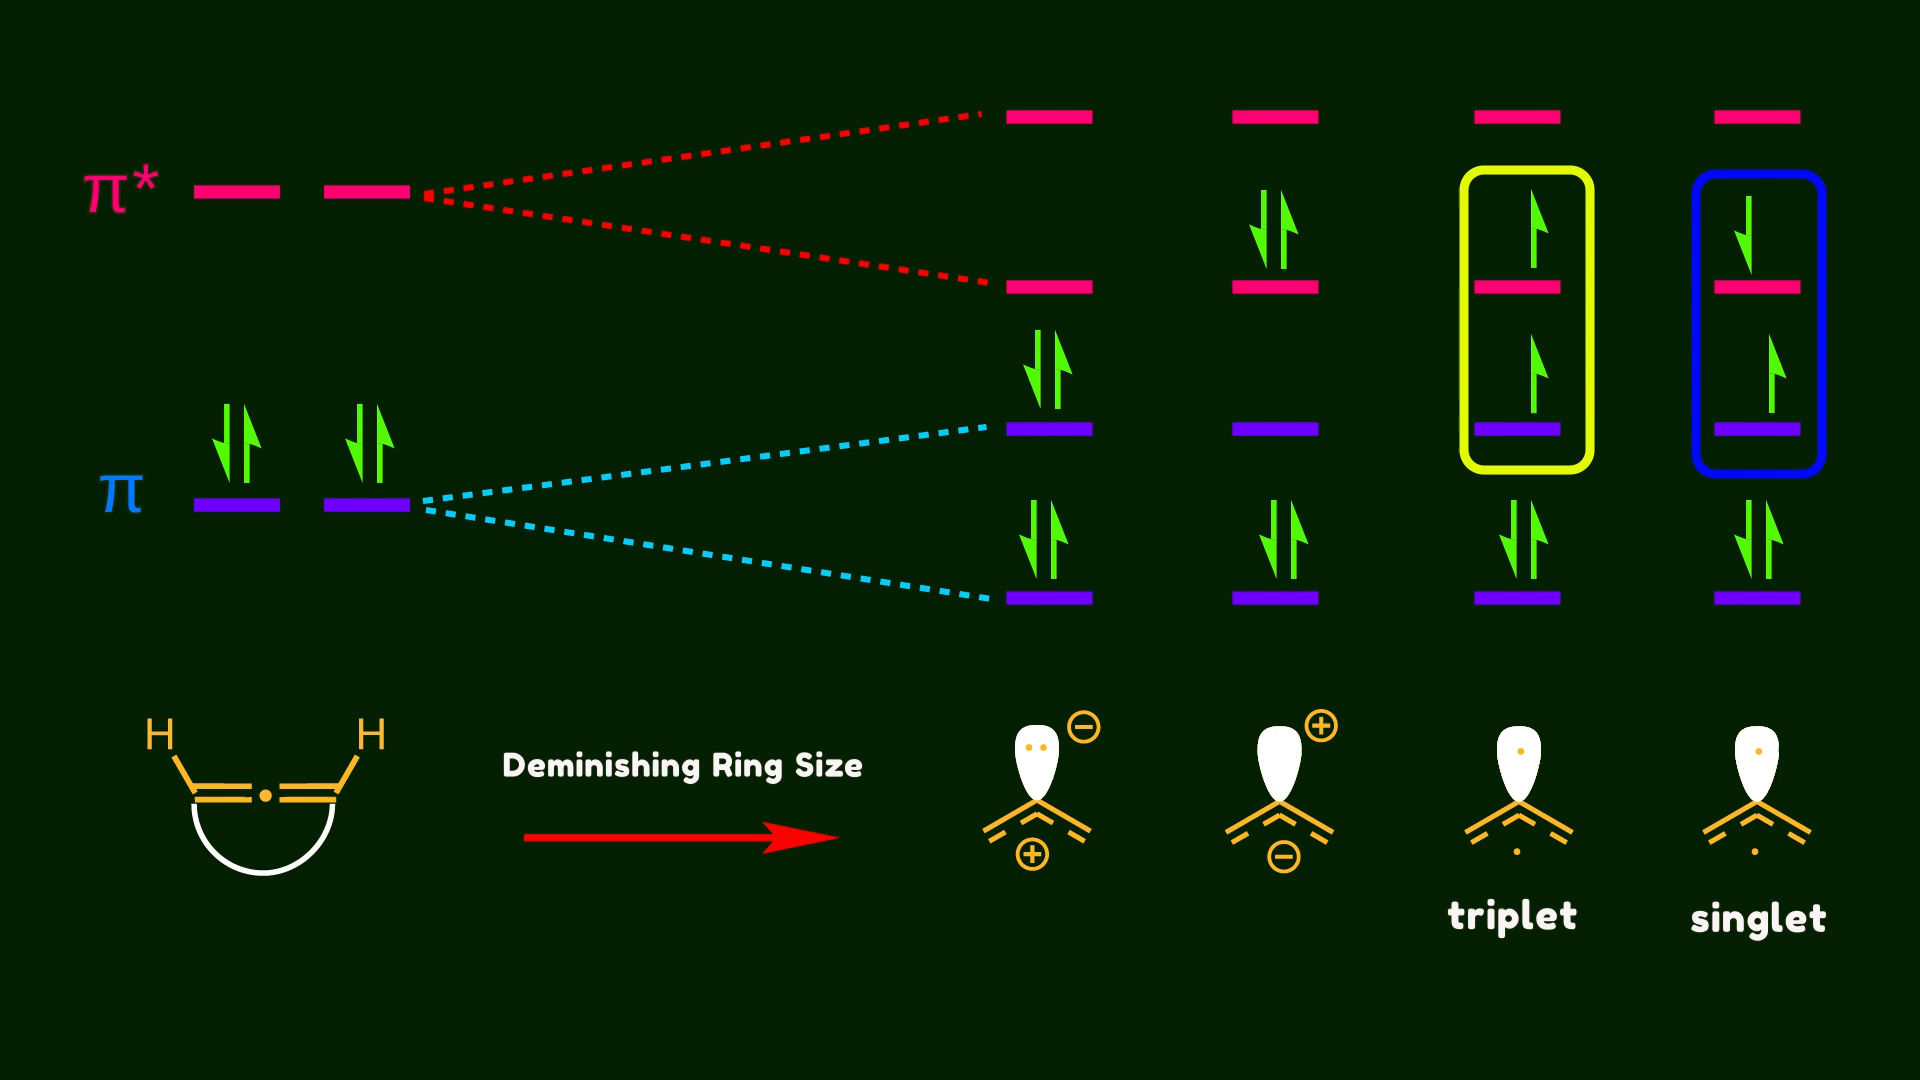 π*
π
H H
Deminishing Ring Size
⊖ ⊕
⊕ ⊖
triplet singlet